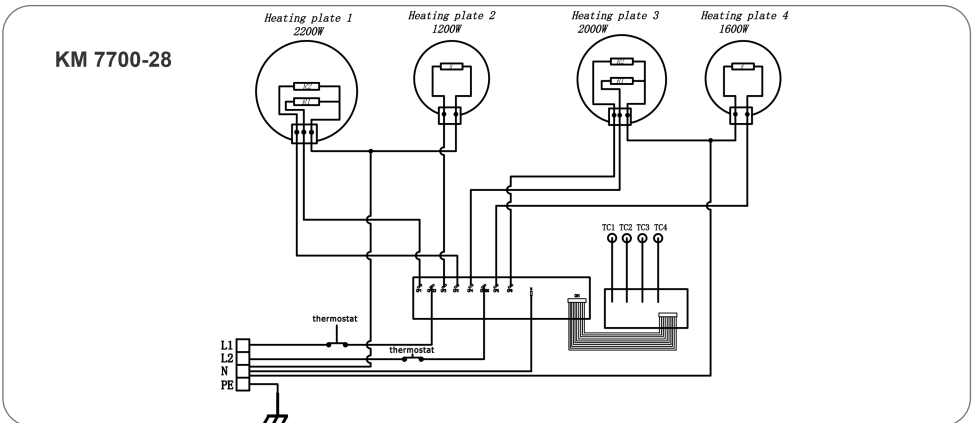 Heating plate 1
2200W
Heating plate 2
1200W
Heating plate 3
2000W
Heating plate 4
1600W
KM 7700-28
TC1 TC2 TC3 TC4
thermostat
thermostat
L1
L2
N
PE